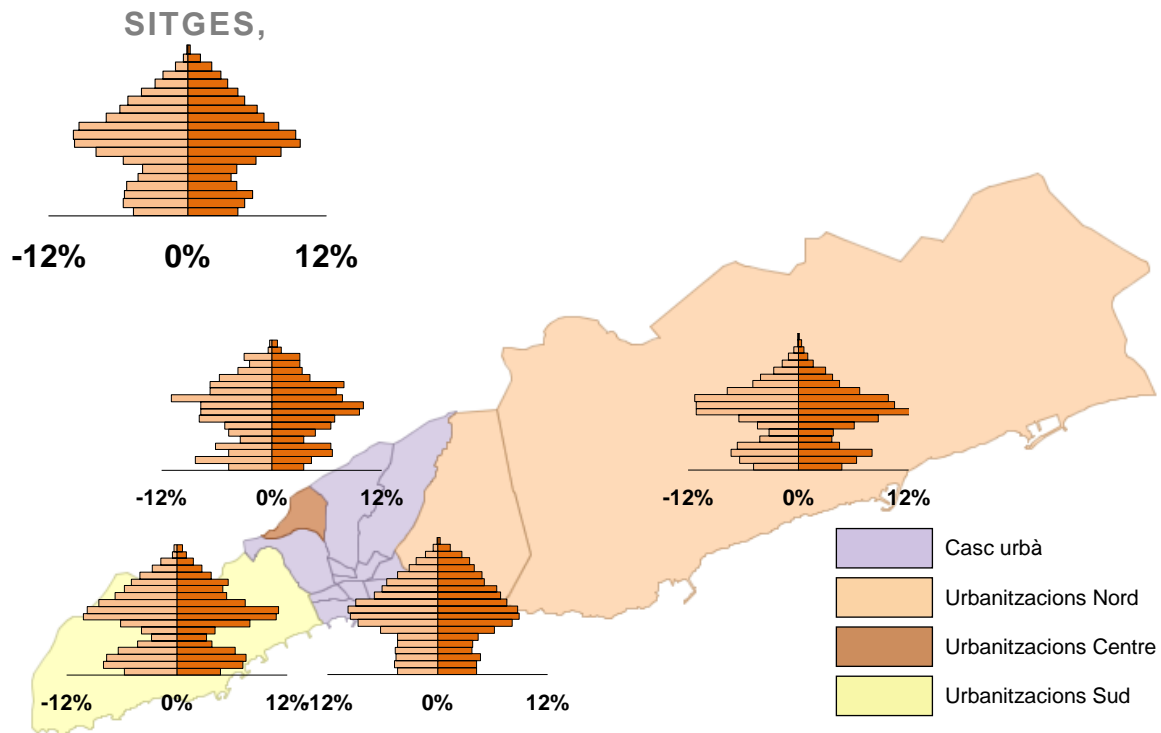 SITGES,
-12% 0% 12%
-12% 0% 12%
-12% 0% 12%
Casc urbà
Urbanitzacions Nord
Urbanitzacions Centre
Urbanitzacions Sud
-12% 0% 12%12% 0% 12%